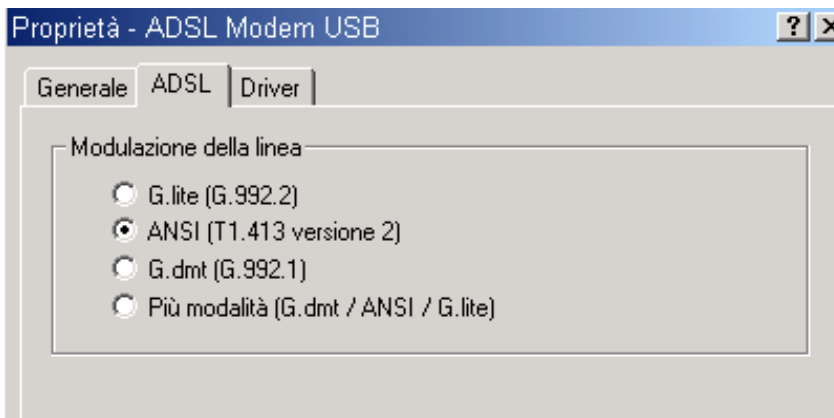 Proprietà - ADSL Modem USB
Generale ADSL Driver
Modulazione della linea
G.lite (G.992.2)
ANSI (T1.413 versione 2)
G.dmt (G.992.1)
Più modalità (G.dmt / ANSI / G.lite)